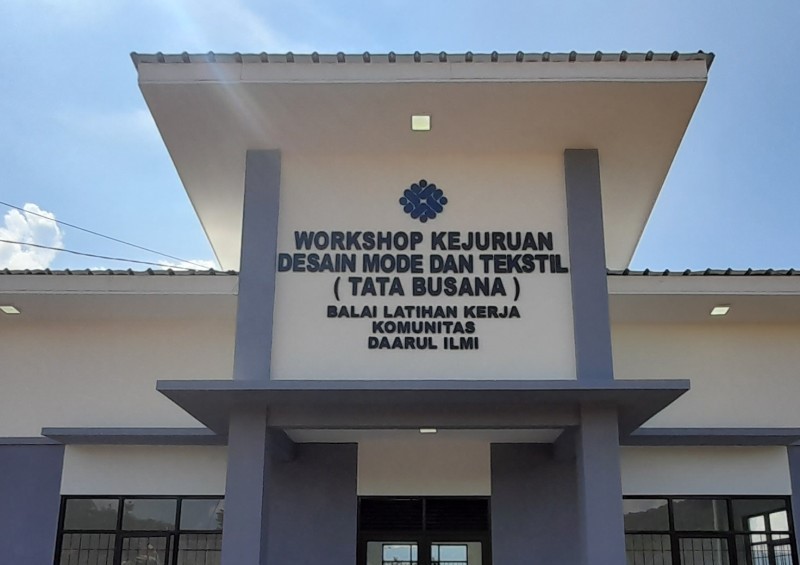 WORKSHOP KEJURUAN
DESAIN MODE DAN TEKSTIL
( TATA BUSANA )
BALAI LATIHAN KERJA
KOMUNITAS
DAARUL ILMI